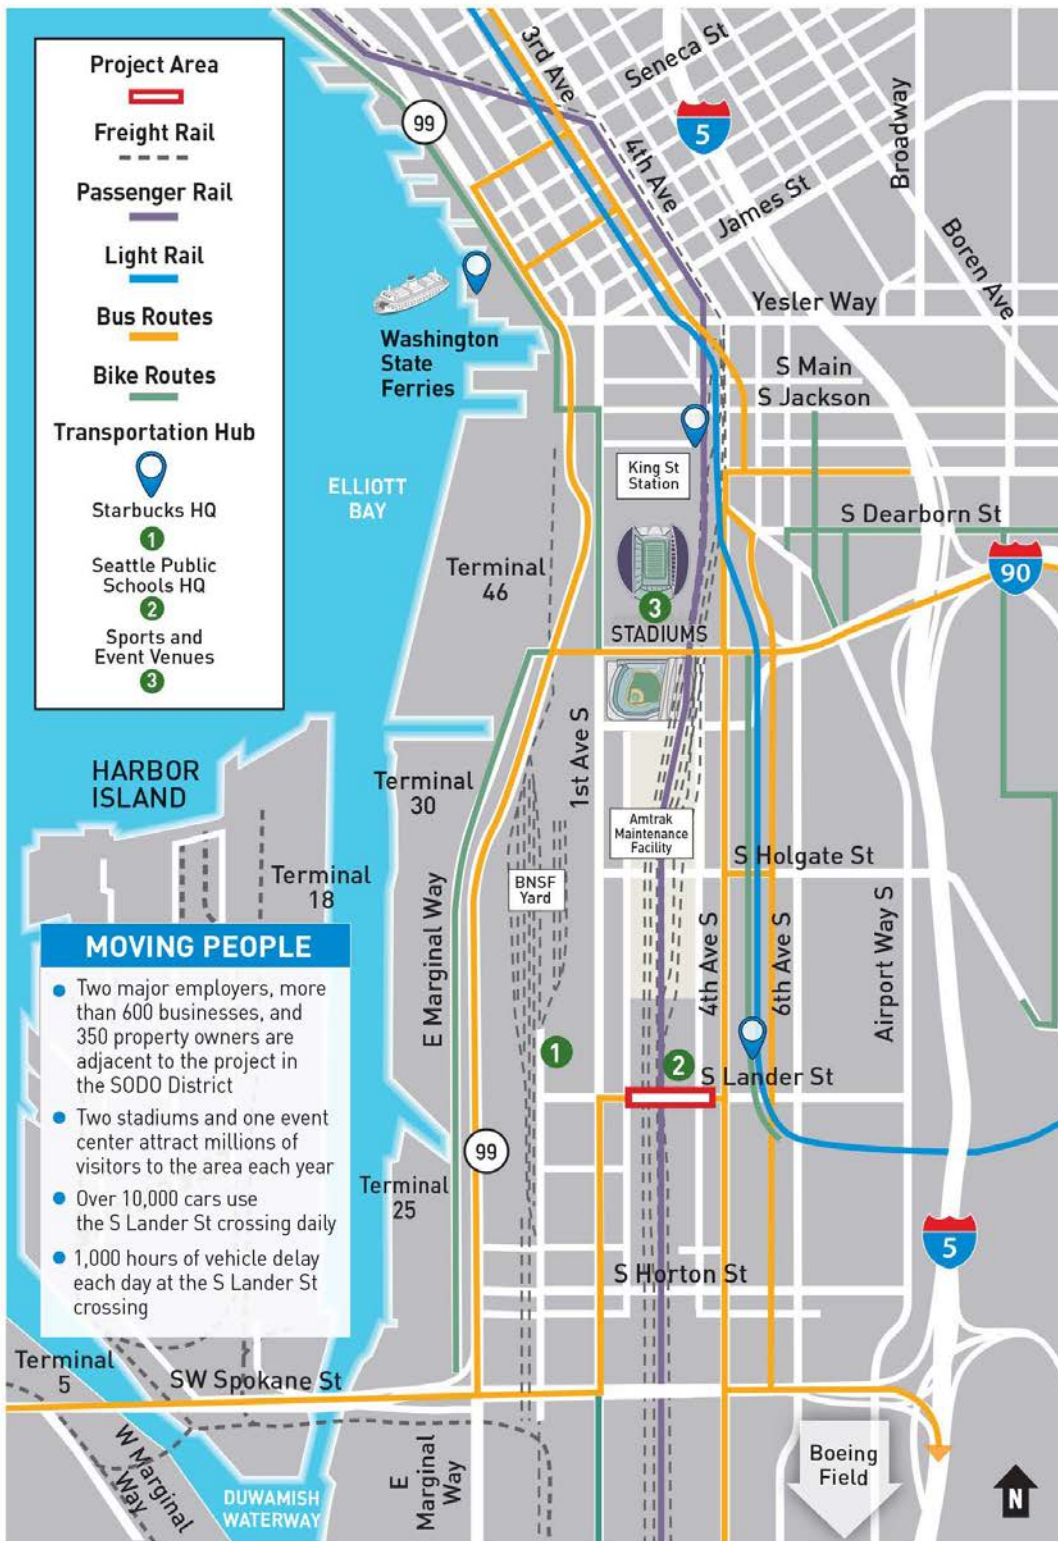 Project Area
Freight Rail
Passenger Rail
Light Rail
Bus Routes
Bike Routes
Transportation Hub
Starbucks HQ
1
Seattle Public
Schools HQ
2
Sports and
Event Venues
3
99
3rd Ave
Seneca St
5
4th Ave
James St
Broadway
Boren Ave
Yesler Way
Washington
State
Ferries
S Main
S Jackson
King St
Station
ELLIOTT
BAY
S Dearborn St
90
Terminal
46
3
STADIUMS
HARBOR
ISLAND
Terminal
30
1st Ave S
Amtrak
Maintenance
Facility
S Holgate St
Terminal
18
BNSF
Yard
E Marginal Way
4th Ave S
6th Ave S
Airport Way S
MOVING PEOPLE
Two major employers, more
than 600 businesses, and
350 property owners are
adjacent to the project in
the SODO District
Two stadiums and one event
center attract millions of
visitors to the area each year
Over 10,000 cars use
the S Lander St crossing daily
1,000 hours of vehicle delay
each day at the S Lander St
crossing
1
2
S Lander St
99
Terminal
25
5
S Horton St
Terminal
5
SW Spokane St
W Marginal
Way
DUWAMISH
WATERWAY
E
Marginal
Way
Boeing
Field
N